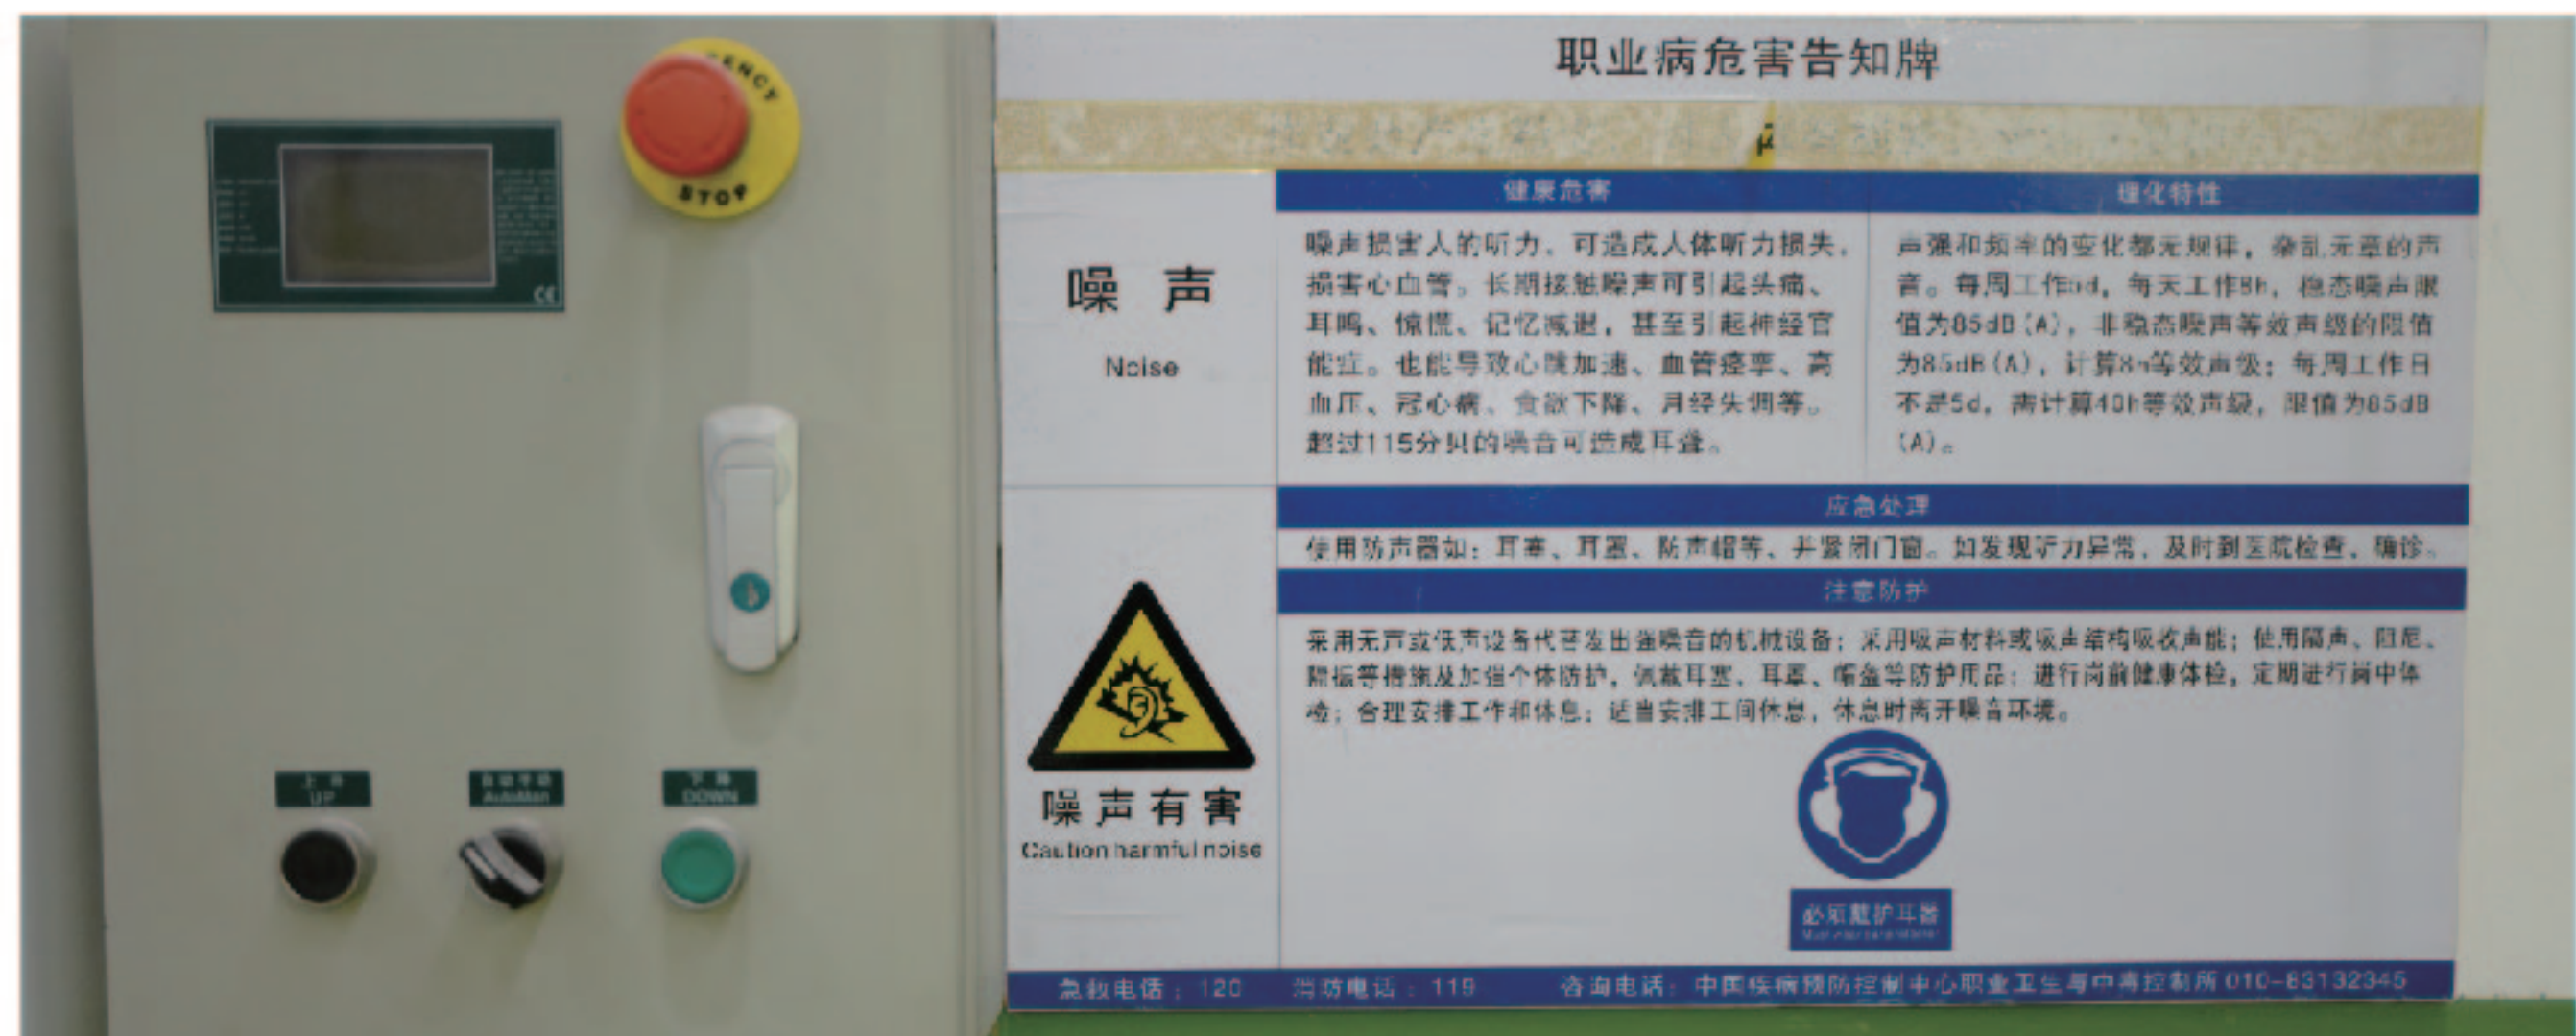 ENCY
STOP
CE
上升
UP
自动 手动
AutoMan
下降
DOWN
职业病危害告知牌
噪声
Noise
健康危害
噪声损害人的听力、可造成人体听力损失,
损害心血管。长期接触噪声可引起头痛、
耳鸣、惊慌、记忆减退，甚至引起神经官
能症。也能导致心跳加速、血管痉挛、高
血压、冠心病、食欲下降、月经失调等。
超过115分贝的噪音可造成耳聋。
理化特性
声强和频率的变化都无规律，杂乱无章的声
音。每周工作5d，每天工作8h，稳态噪声限
值为85dB(A)，非稳态噪声等效声级的限值
为85dB(A)，计算8h等效声级；每周工作日
不是5d，需计算40h等效声级，限值为85dB
(A)。
应急处理
使用防声器如：耳塞、耳罩、防声帽等、并紧闭门窗。如发现听力异常，及时到医院检查、确诊。
注意防护
采用无声或低声设备代替发出强噪音的机械设备；采用吸声材料或吸声结构吸收声能；使用隔声、阻尼、
隔振等措施及加强个体防护，佩戴耳塞、耳罩、帽盔等防护用品；进行岗前健康体检，定期进行岗中体
检；合理安排工作和休息；适当安排工间休息，休息时离开噪音环境。
噪声有害
Caution harmful noise
必须戴护耳器
急救电话：120 消防电话：119 咨询电话：中国疾病预防控制中心职业卫生与中毒控制所 010-83132345